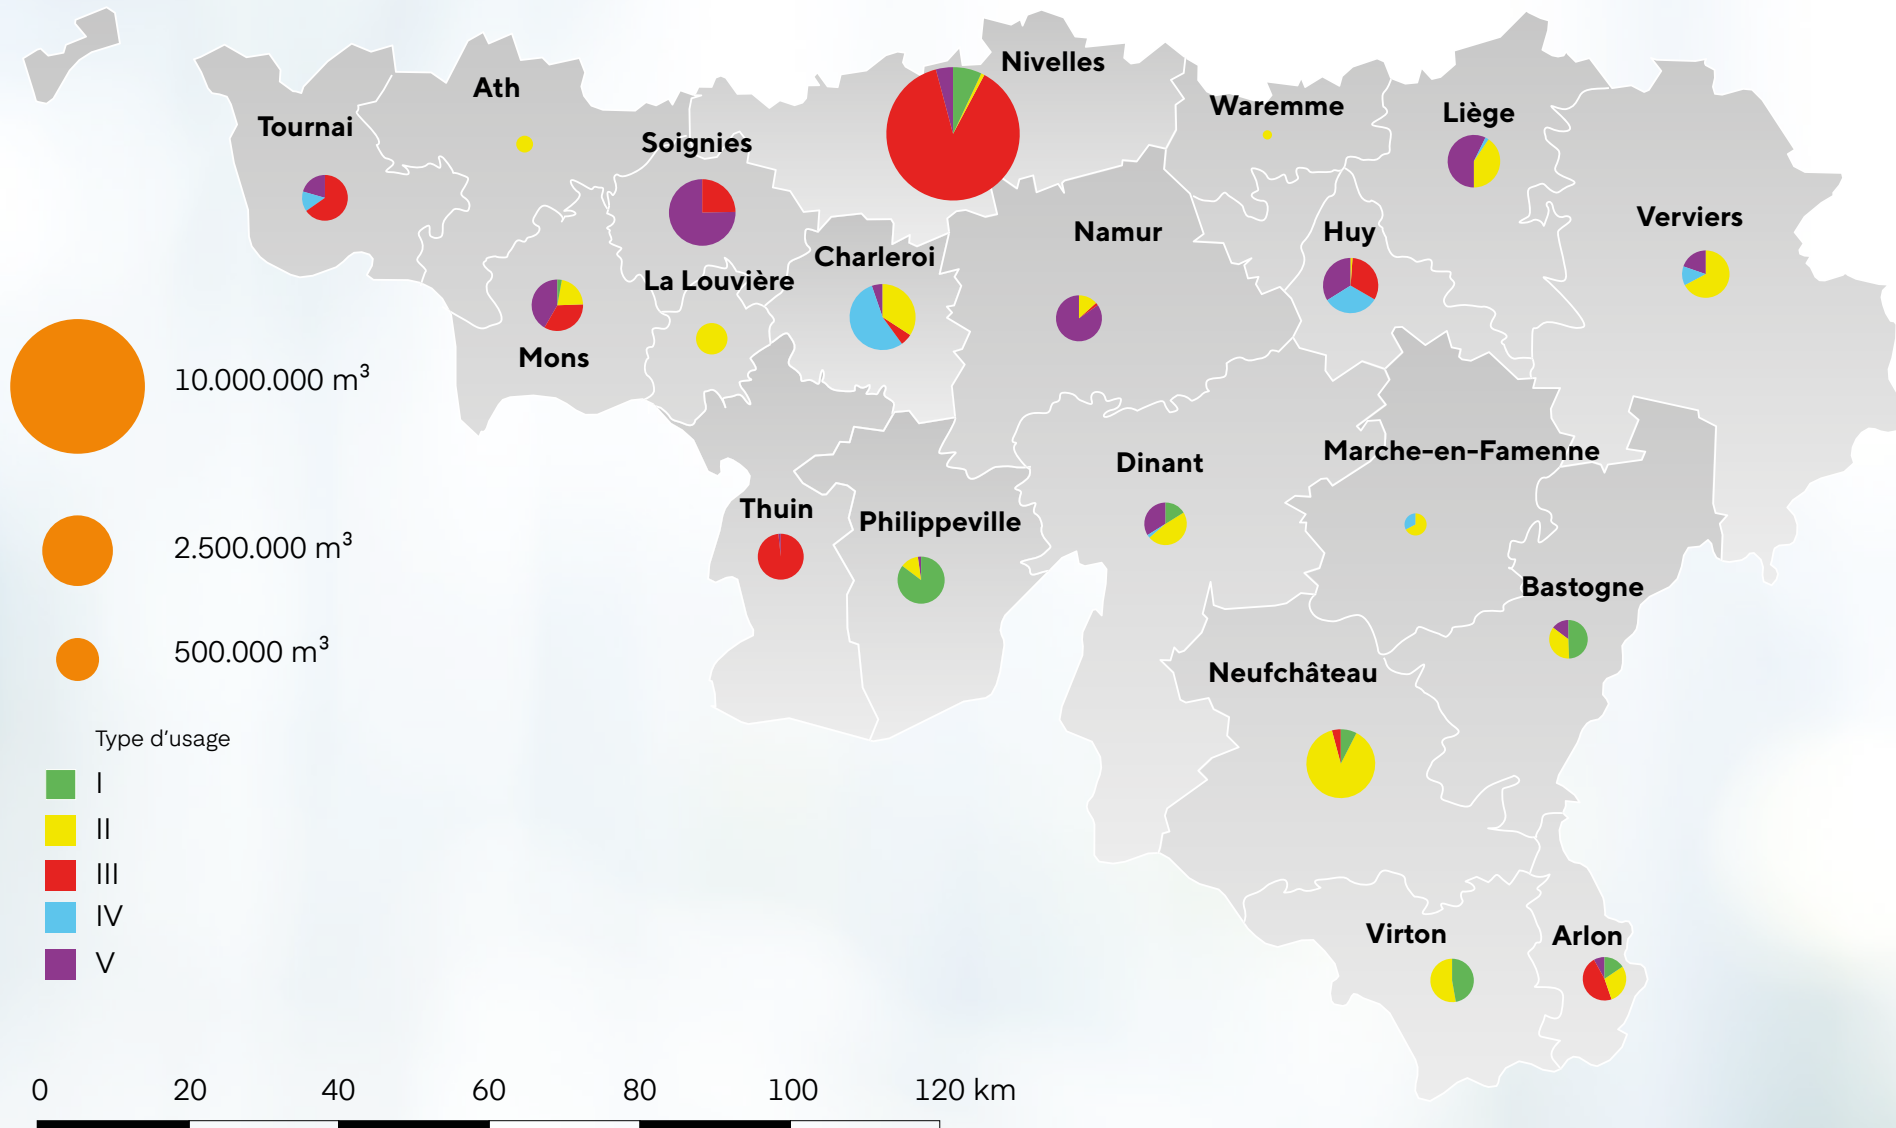 Nivelles
Ath
Waremme
Liège
Tournai
Soignies
Verviers
Namur
Huy
Charleroi
La Louvière
Mons
10.000.000 m³
Marche-en-Famenne
Dinant
Thuin
Philippeville
2.500.000 m³
Bastogne
500.000 m³
Neufchâteau
Type d'usage
I
II
III
IV
V
Virton
Arlon
0 20 40 60 80 100 120 km